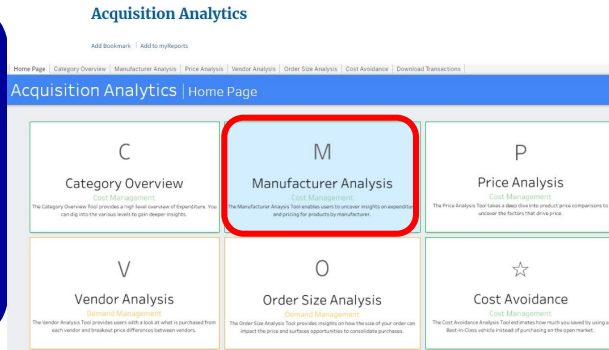 Acquisition Analytics
Add Bookmark | Add to myReports
Home Page | Category Overview | Manufacturer Analysis | Price Analysis | Vendor Analysis | Order Size Analysis | Cost Avoidance | Download Transactions
Acquisition Analytics | Home Page
C
Category Overview
Cost Management
The Category Overview Tool provides a high level overview of Expenditure. You
can dig into the various levels to gain deeper insights.
M
Manufacturer Analysis
Cost Management
The Manufacturer Anaysis Tool enables users to uncover insights on expenditure
and pricing for products by manufacturer.
P
Price Analysis
Cost Management
The Price Analysis Tool takes a deep dive into product price comparisons to
uncover the factors that drive price.
V
Vendor Analysis
Demand Management
The Vendor Analysis Tool provides users with a look at what is purchased from
each vendor and breakout price differences between vendors.
O
Order Size Analysis
Demand Management
The Order Size Analysis Tool provides insights on how the size of your order can
impact the price and surfaces opportunities to consolidate purchases.
Cost Avoidance
Cost Management
The Cost Avoidance Analysis Tool estimates how much you saved by using a
Best-in-Class vehicle instead of purchasing on the open market.